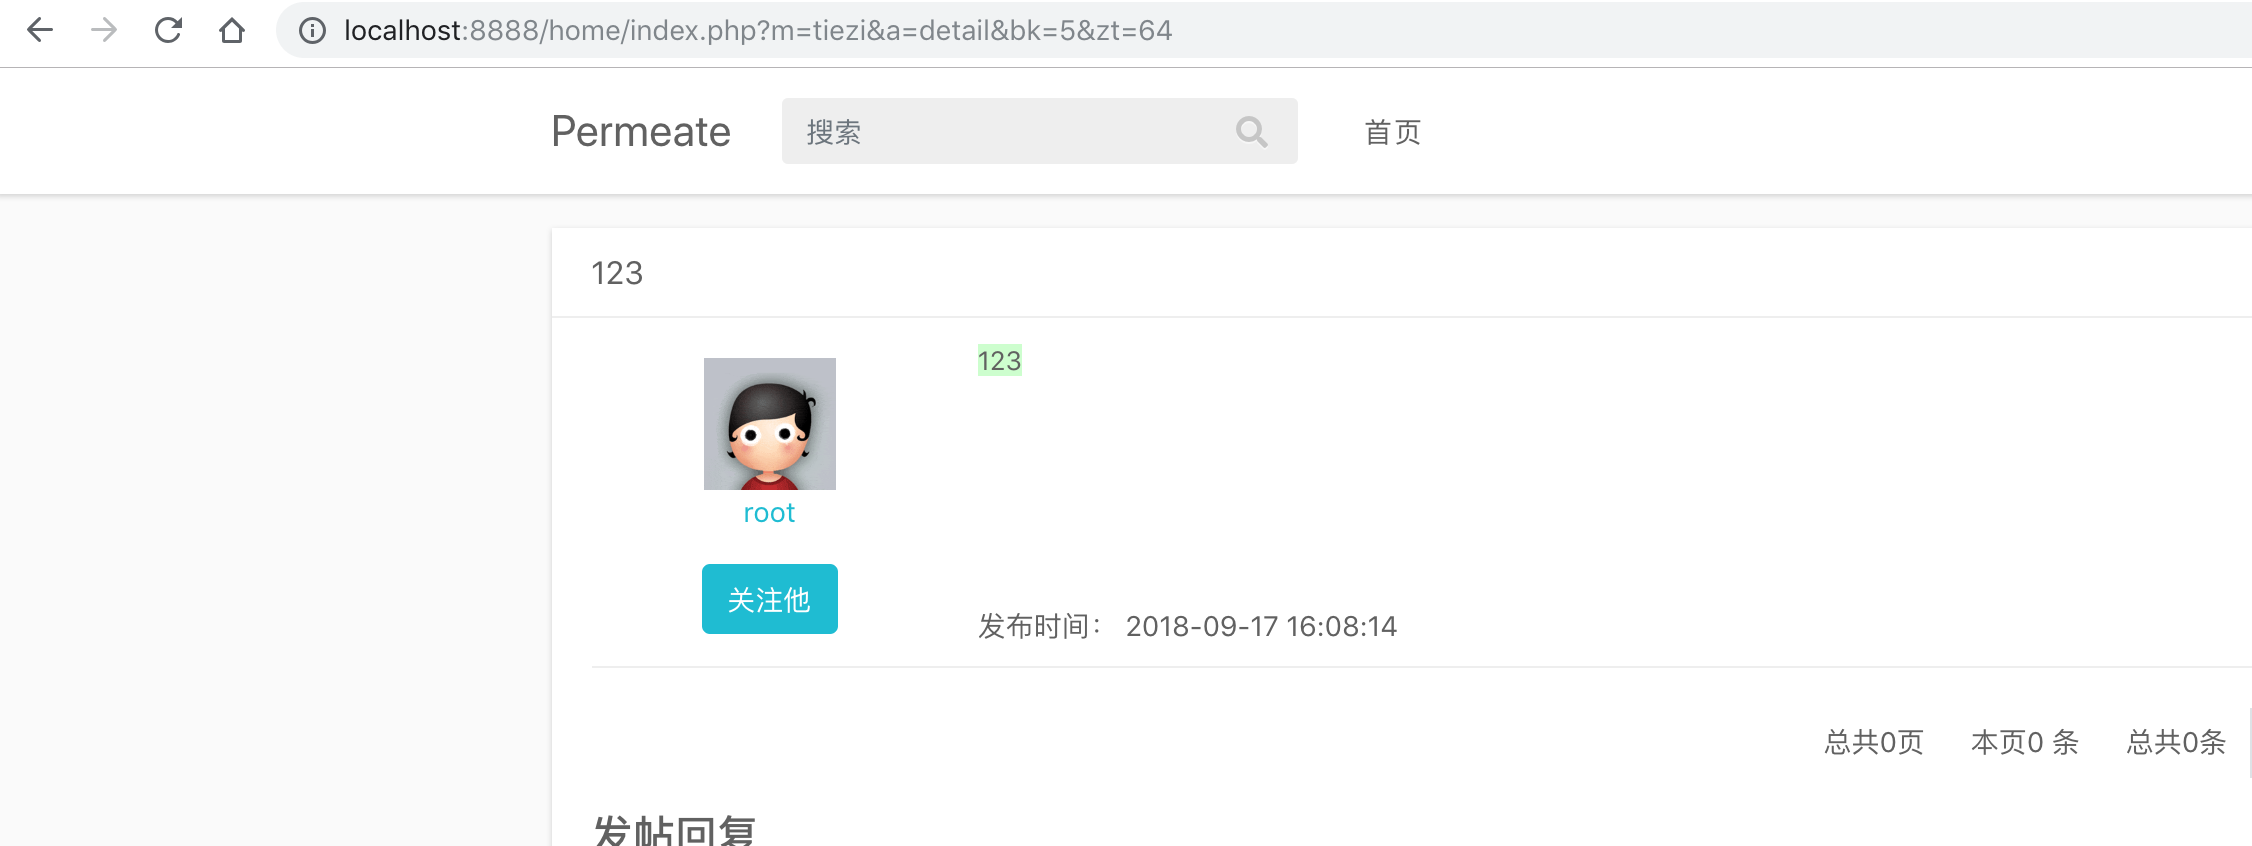 localhost:8888/home/index.php?m=tiezi&a=detail&bk=5&zt=64
Permeate 搜索 首页
123
123
root
关注他
发布时间： 2018-09-17 16:08:14
总共0页 本页0 条 总共0条
发帖回复